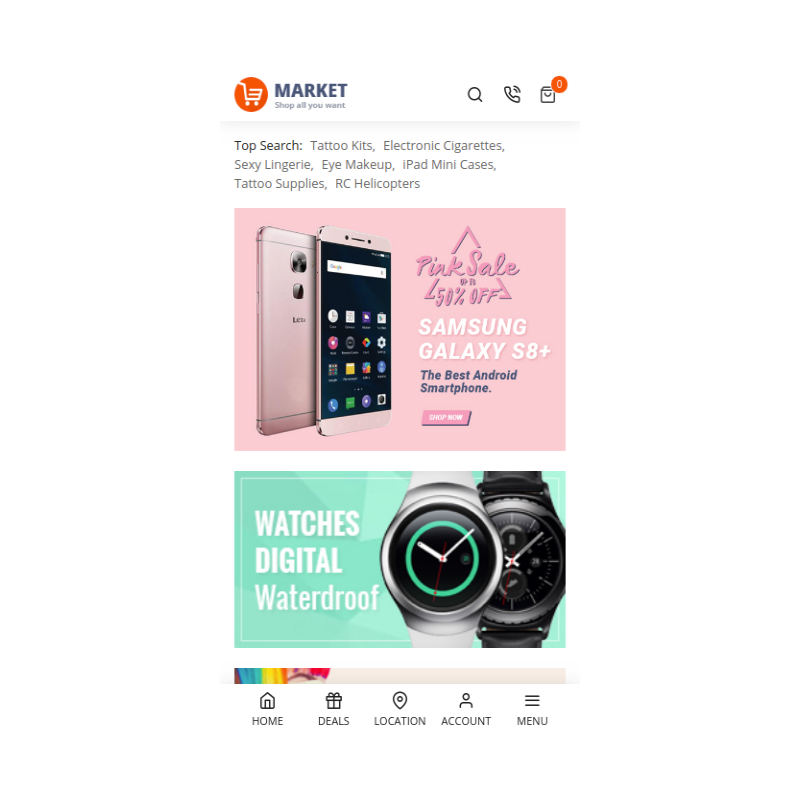 MARKET
Shop all you want
0
Top Search: Tattoo Kits, Electronic Cigarettes,
Sexy Lingerie, Eye Makeup, iPad Mini Cases,
Tattoo Supplies, RC Helicopters
Google
Pink Sale
UP TO
50% OFF
SAMSUNG
GALAXY S8+
The Best Android
Smartphone.
SHOP NOW
WATCHES
DIGITAL
Waterdroof
HOME DEALS LOCATION ACCOUNT MENU